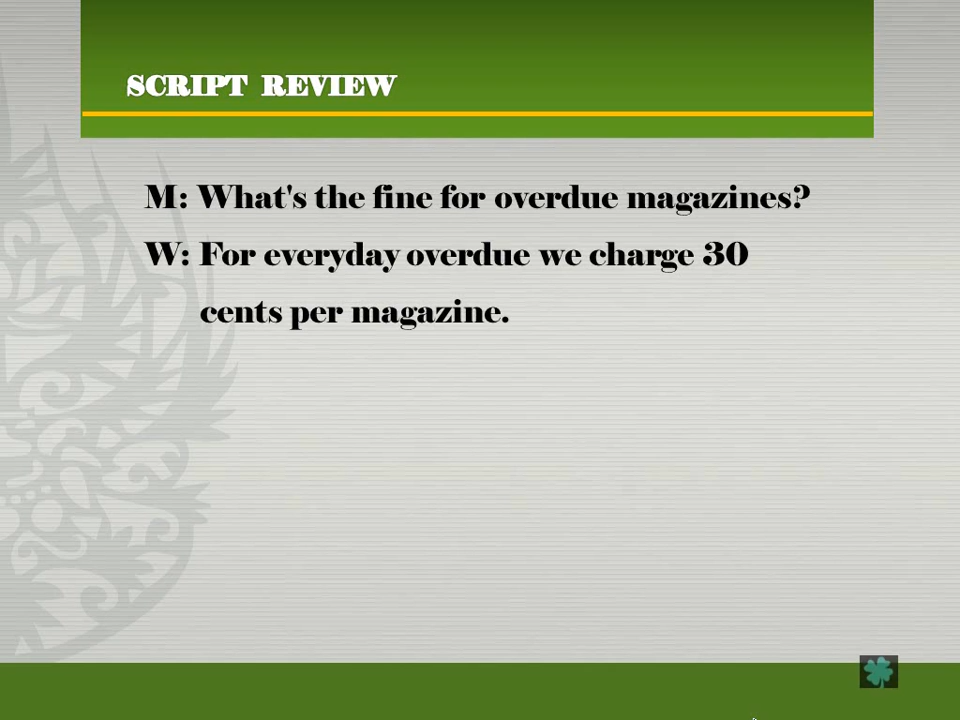 SCRIPT REVIEW
M: What's the fine for overdue magazines?
W: For everyday overdue we charge 30
cents per magazine.